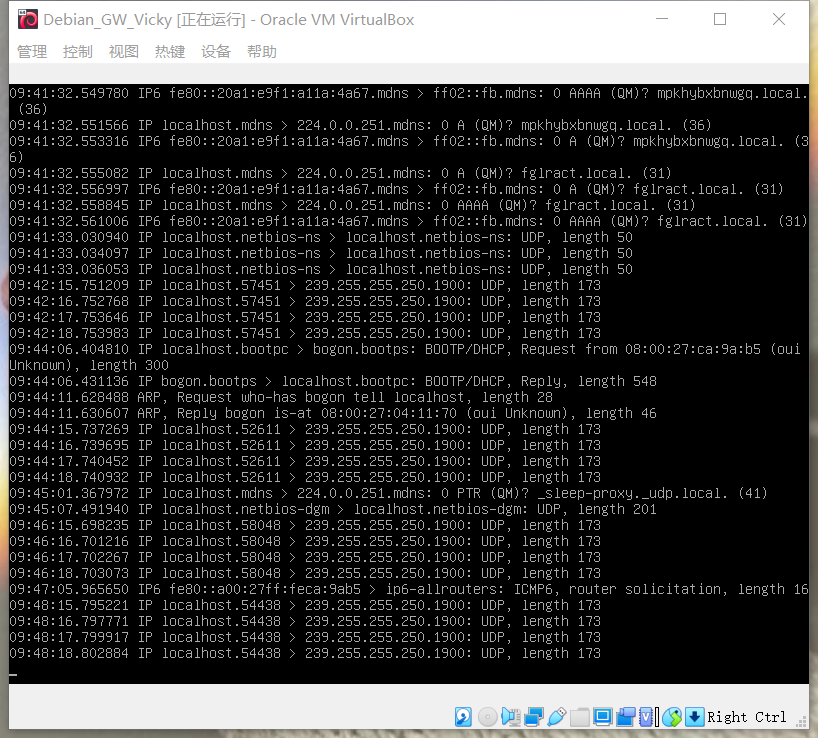 Debian_GW_Vicky [正在运行] - Oracle VM VirtualBox
管理 控制 视图 热键 设备 帮助
09:41:32.549780 IP6 fe80::20a1:e9f1:a11a:4a67.mdns > ff02::fb.mdns: 0 AAAA (QM)? mpkhybxbnwgq.local.
(36)
09:41:32.551566 IP localhost.mdns > 224.0.0.251.mdns: 0 A (QM)? mpkhybxbnwgq.local. (36)
09:41:32.553316 IP6 fe80::20a1:e9f1:a11a:4a67.mdns > ff02::fb.mdns: 0 A (QM)? mpkhybxbnwgq.local. (3
6)
09:41:32.555082 IP localhost.mdns > 224.0.0.251.mdns: 0 A (QM)? fglract.local. (31)
09:41:32.556997 IP6 fe80::20a1:e9f1:a11a:4a67.mdns > ff02::fb.mdns: 0 A (QM)? fglract.local. (31)
09:41:32.558845 IP localhost.mdns > 224.0.0.251.mdns: 0 AAAA (QM)? fglract.local. (31)
09:41:32.561006 IP6 fe80::20a1:e9f1:a11a:4a67.mdns > ff02::fb.mdns: 0 AAAA (QM)? fglract.local. (31)
09:41:33.030940 IP localhost.netbios-ns > localhost.netbios-ns: UDP, length 50
09:41:33.034097 IP localhost.netbios-ns > localhost.netbios-ns: UDP, length 50
09:41:33.036053 IP localhost.netbios-ns > localhost.netbios-ns: UDP, length 50
09:42:15.751209 IP localhost.57451 > 239.255.255.250.1900: UDP, length 173
09:42:16.752768 IP localhost.57451 > 239.255.255.250.1900: UDP, length 173
09:42:17.753646 IP localhost.57451 > 239.255.255.250.1900: UDP, length 173
09:42:18.753983 IP localhost.57451 > 239.255.255.250.1900: UDP, length 173
09:44:06.404810 IP localhost.bootpc > bogon.bootps: BOOTP/DHCP, Request from 08:00:27:ca:9a:b5 (oui
Unknown), length 300
09:44:06.431136 IP bogon.bootps > localhost.bootpc: BOOTP/DHCP, Reply, length 548
09:44:11.628488 ARP, Request who-has bogon tell localhost, length 28
09:44:11.630607 ARP, Reply bogon is-at 08:00:27:04:11:70 (oui Unknown), length 46
09:44:15.737269 IP localhost.52611 > 239.255.255.250.1900: UDP, length 173
09:44:16.739695 IP localhost.52611 > 239.255.255.250.1900: UDP, length 173
09:44:17.740452 IP localhost.52611 > 239.255.255.250.1900: UDP, length 173
09:44:18.740932 IP localhost.52611 > 239.255.255.250.1900: UDP, length 173
09:45:01.367972 IP localhost.mdns > 224.0.0.251.mdns: 0 PTR (QM)? _sleep-proxy._udp.local. (41)
09:45:07.491940 IP localhost.netbios-dgm > localhost.netbios-dgm: UDP, length 201
09:46:15.698235 IP localhost.58048 > 239.255.255.250.1900: UDP, length 173
09:46:16.701216 IP localhost.58048 > 239.255.255.250.1900: UDP, length 173
09:46:17.702267 IP localhost.58048 > 239.255.255.250.1900: UDP, length 173
09:46:18.703073 IP localhost.58048 > 239.255.255.250.1900: UDP, length 173
09:47:05.965650 IP6 fe80::a00:27ff:feca:9ab5 > ip6-allrouters: ICMP6, router solicitation, length 16
09:48:15.795221 IP localhost.54438 > 239.255.255.250.1900: UDP, length 173
09:48:16.797771 IP localhost.54438 > 239.255.255.250.1900: UDP, length 173
09:48:17.799917 IP localhost.54438 > 239.255.255.250.1900: UDP, length 173
09:48:18.802884 IP localhost.54438 > 239.255.255.250.1900: UDP, length 173
Right Ctrl